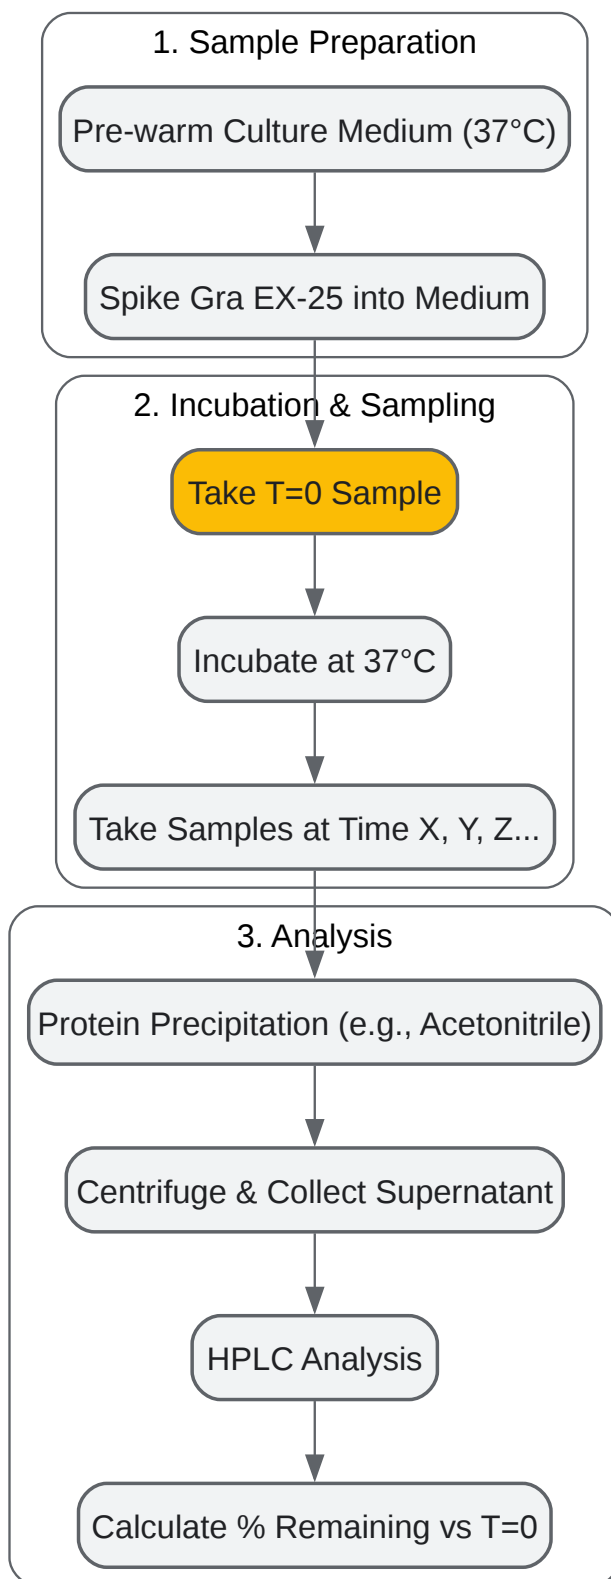 1. Sample Preparation
Pre-warm Culture Medium (37°C)
Spike Gra EX-25 into Medium
2. Incubation & Sampling
Take T=0 Sample
Incubate at 37°C
Take Samples at Time X, Y, Z...
3. Analysis
Protein Precipitation (e.g., Acetonitrile)
Centrifuge & Collect Supernatant
HPLC Analysis
Calculate % Remaining vs T=0